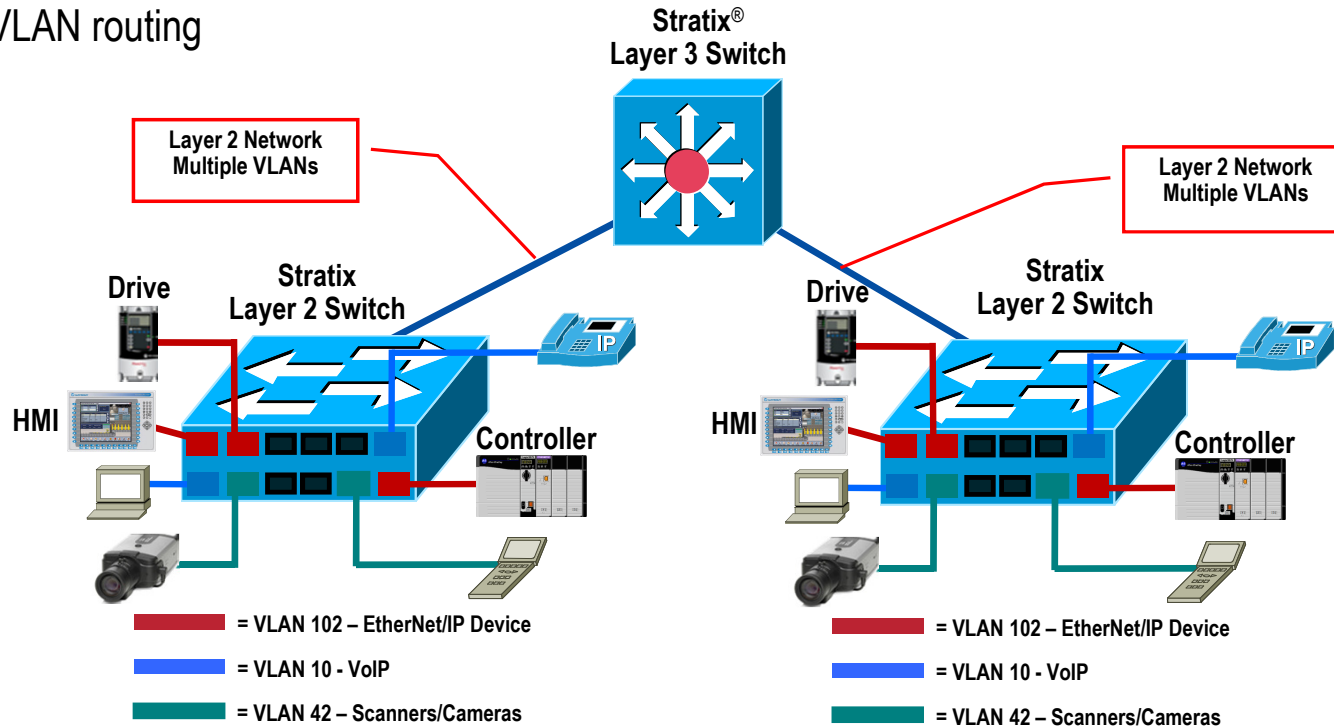 VLAN routing
Stratix®
Layer 3 Switch
Layer 2 Network
Multiple VLANs
Layer 2 Network
Multiple VLANs
Stratix
Layer 2 Switch
Drive
HMI
IP
Controller
Stratix
Layer 2 Switch
Drive
HMI
IP
Controller
= VLAN 102 – EtherNet/IP Device
= VLAN 10 - VoIP
= VLAN 42 – Scanners/Cameras
= VLAN 102 – EtherNet/IP Device
= VLAN 10 - VoIP
= VLAN 42 – Scanners/Cameras